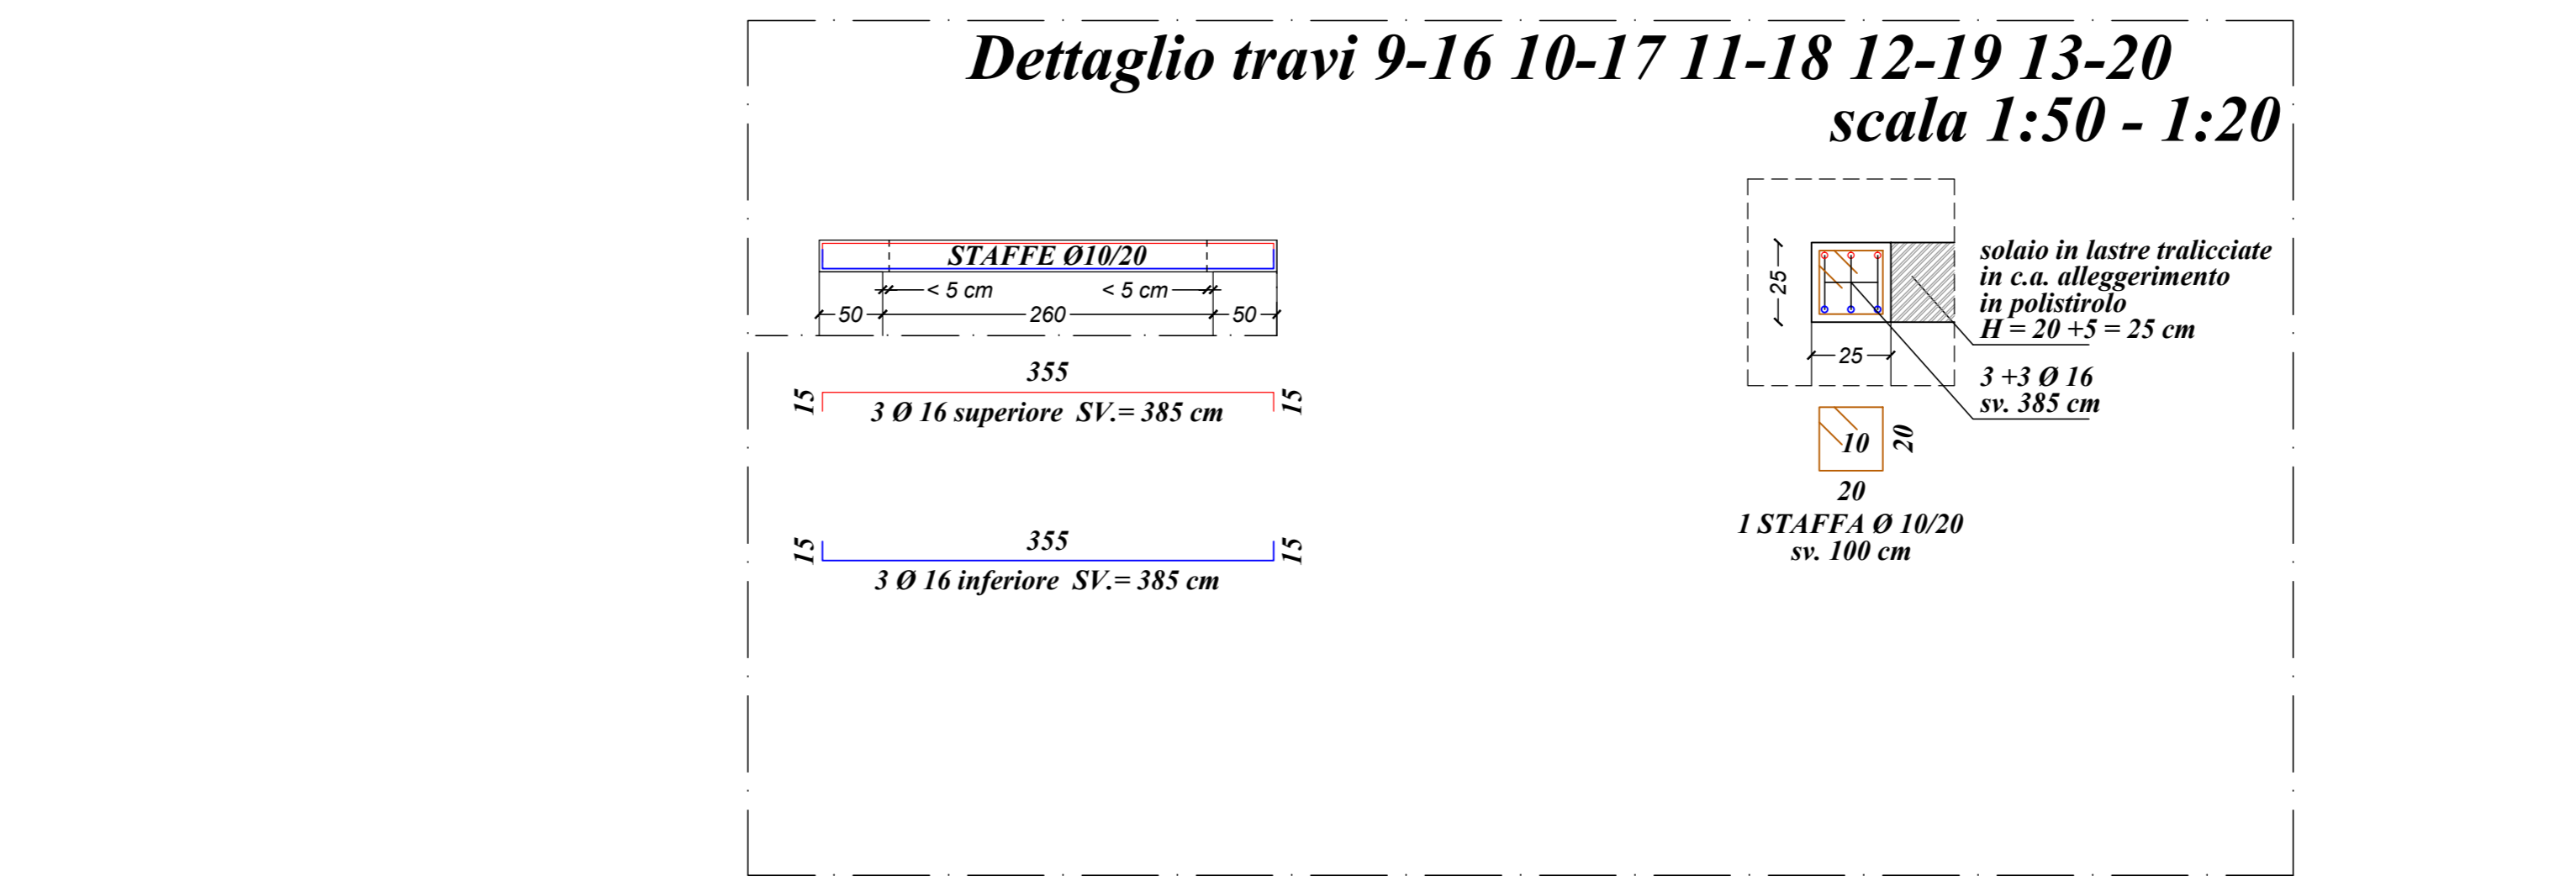 Dettaglio travi 9-16 10-17 11-18 12-19 13-20
scala 1:50 - 1:20
STAFFE Ø10/20
< 5 cm
< 5 cm
50
260
50
355
15
15
3 Ø 16 superiore SV.= 385 cm
355
15
15
3 Ø 16 inferiore SV.= 385 cm
25
25
solaio in lastre tralicciate
in c.a. alleggerimento
in polistirolo
H = 20 +5 = 25 cm
3 +3 Ø 16
sv. 385 cm
10
20
20
1 STAFFA Ø 10/20
sv. 100 cm